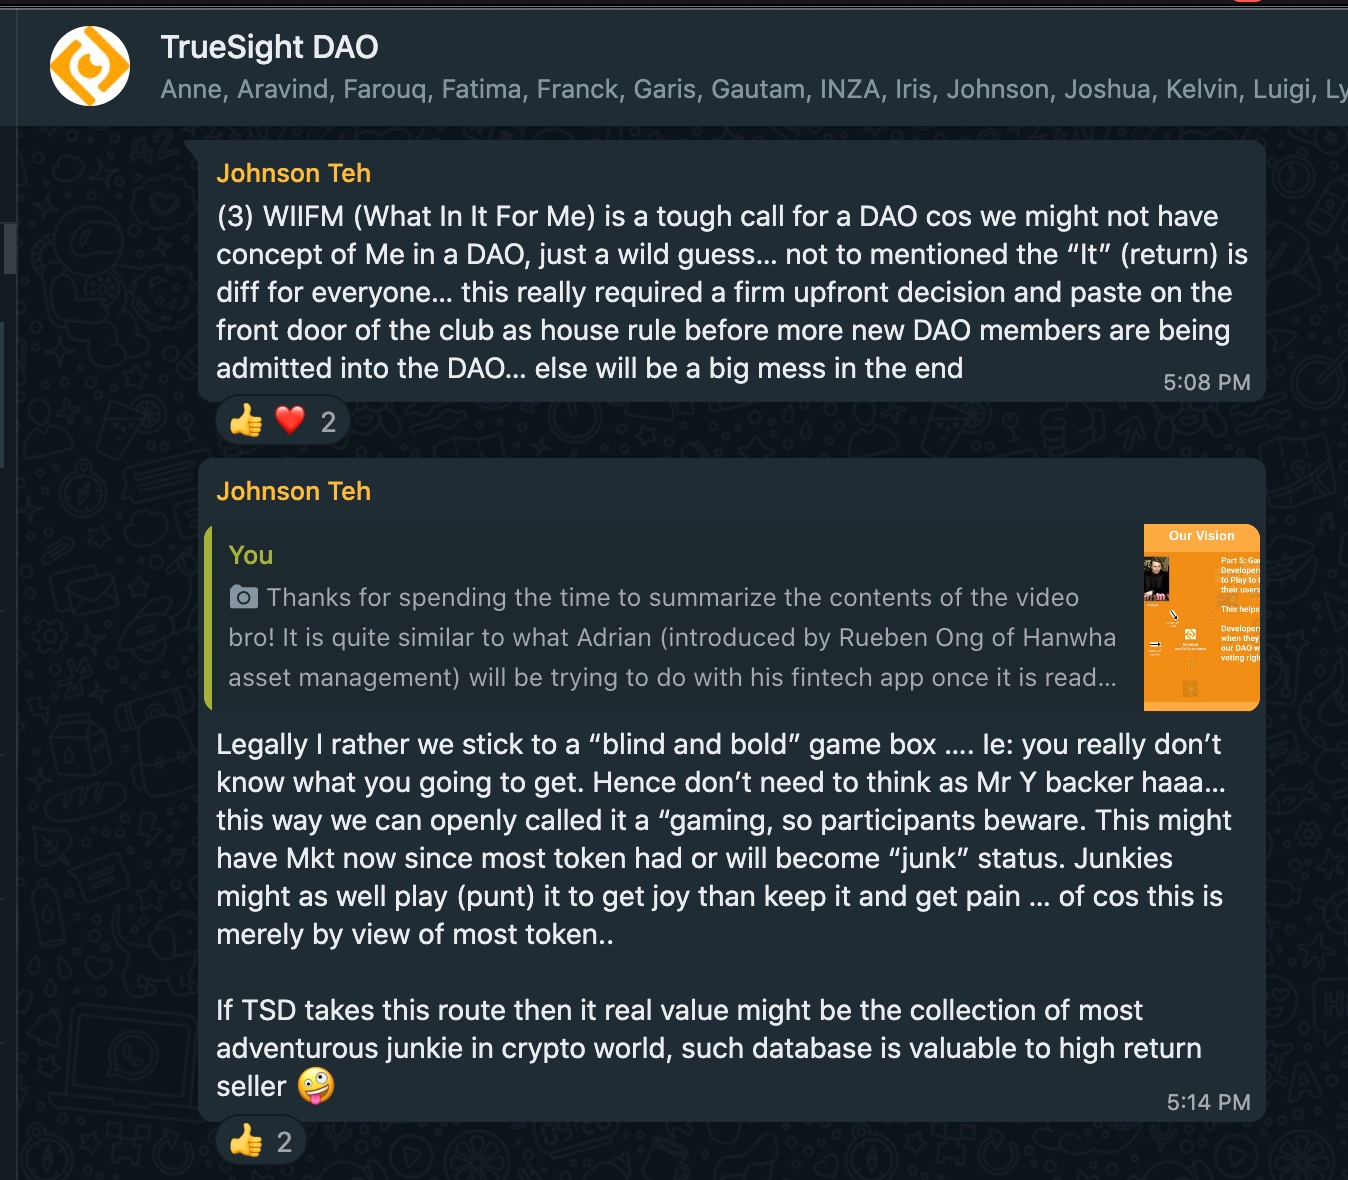 TrueSight DAO
Anne, Aravind, Farouq, Fatima, Franck, Garis, Gautam, INZA, Iris, Johnson, Joshua, Kelvin, Luigi, Ly
Johnson Teh
(3) WIIFM (What In It For Me) is a tough call for a DAO cos we might not have
concept of Me in a DAO, just a wild guess... not to mentioned the “It” (return) is
diff for everyone... this really required a firm upfront decision and paste on the
front door of the club as house rule before more new DAO members are being
admitted into the DAO... else will be a big mess in the end
5:08 PM
👍 ❤️ 2
Johnson Teh
You
Thanks for spending the time to summarize the contents of the video
bro! It is quite similar to what Adrian (introduced by Rueben Ong of Hanwha
asset management) will be trying to do with his fintech app once it is read...
Our Vision
Part 5: Ga
Developer
to Play to
their users
This helps
Developer
when they
our DAO w
voting righ
Legally I rather we stick to a “blind and bold” game box .... Ie: you really don’t
know what you going to get. Hence don’t need to think as Mr Y backer haaa...
this way we can openly called it a “gaming, so participants beware. This might
have Mkt now since most token had or will become “junk” status. Junkies
might as well play (punt) it to get joy than keep it and get pain ... of cos this is
merely by view of most token..
If TSD takes this route then it real value might be the collection of most
adventurous junkie in crypto world, such database is valuable to high return
seller 🤪
5:14 PM
👍 2